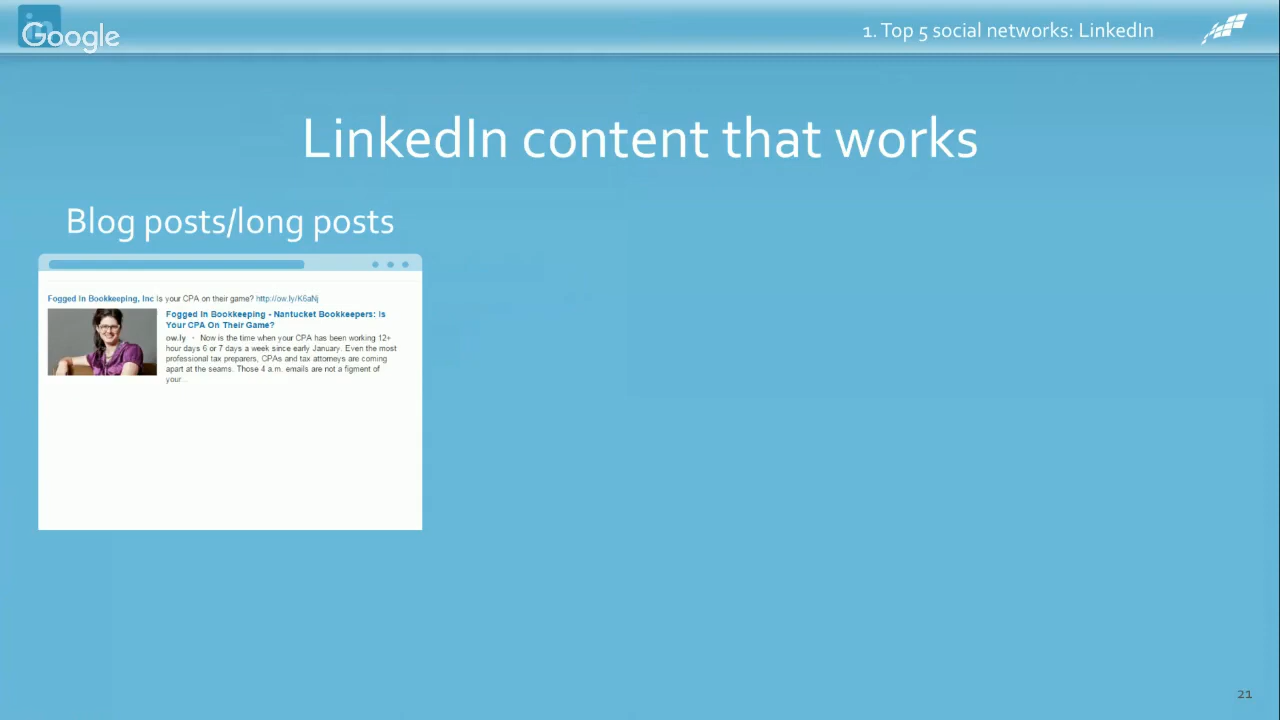 in
Google
1. Top 5 social networks: LinkedIn
LinkedIn content that works
Blog posts/long posts
Fogged In Bookkeeping, Inc Is your CPA on their game? http://ow.ly/K6aNj
Fogged In Bookkeeping - Nantucket Bookkeepers: Is
Your CPA On Their Game?
ow.ly · Now is the time when your CPA has been working 12+
hour days 6 or 7 days a week since early January. Even the most
professional tax preparers, CPAs and tax attorneys are coming
apart at the seams. Those 4 a.m. emails are not a figment of
your...
21